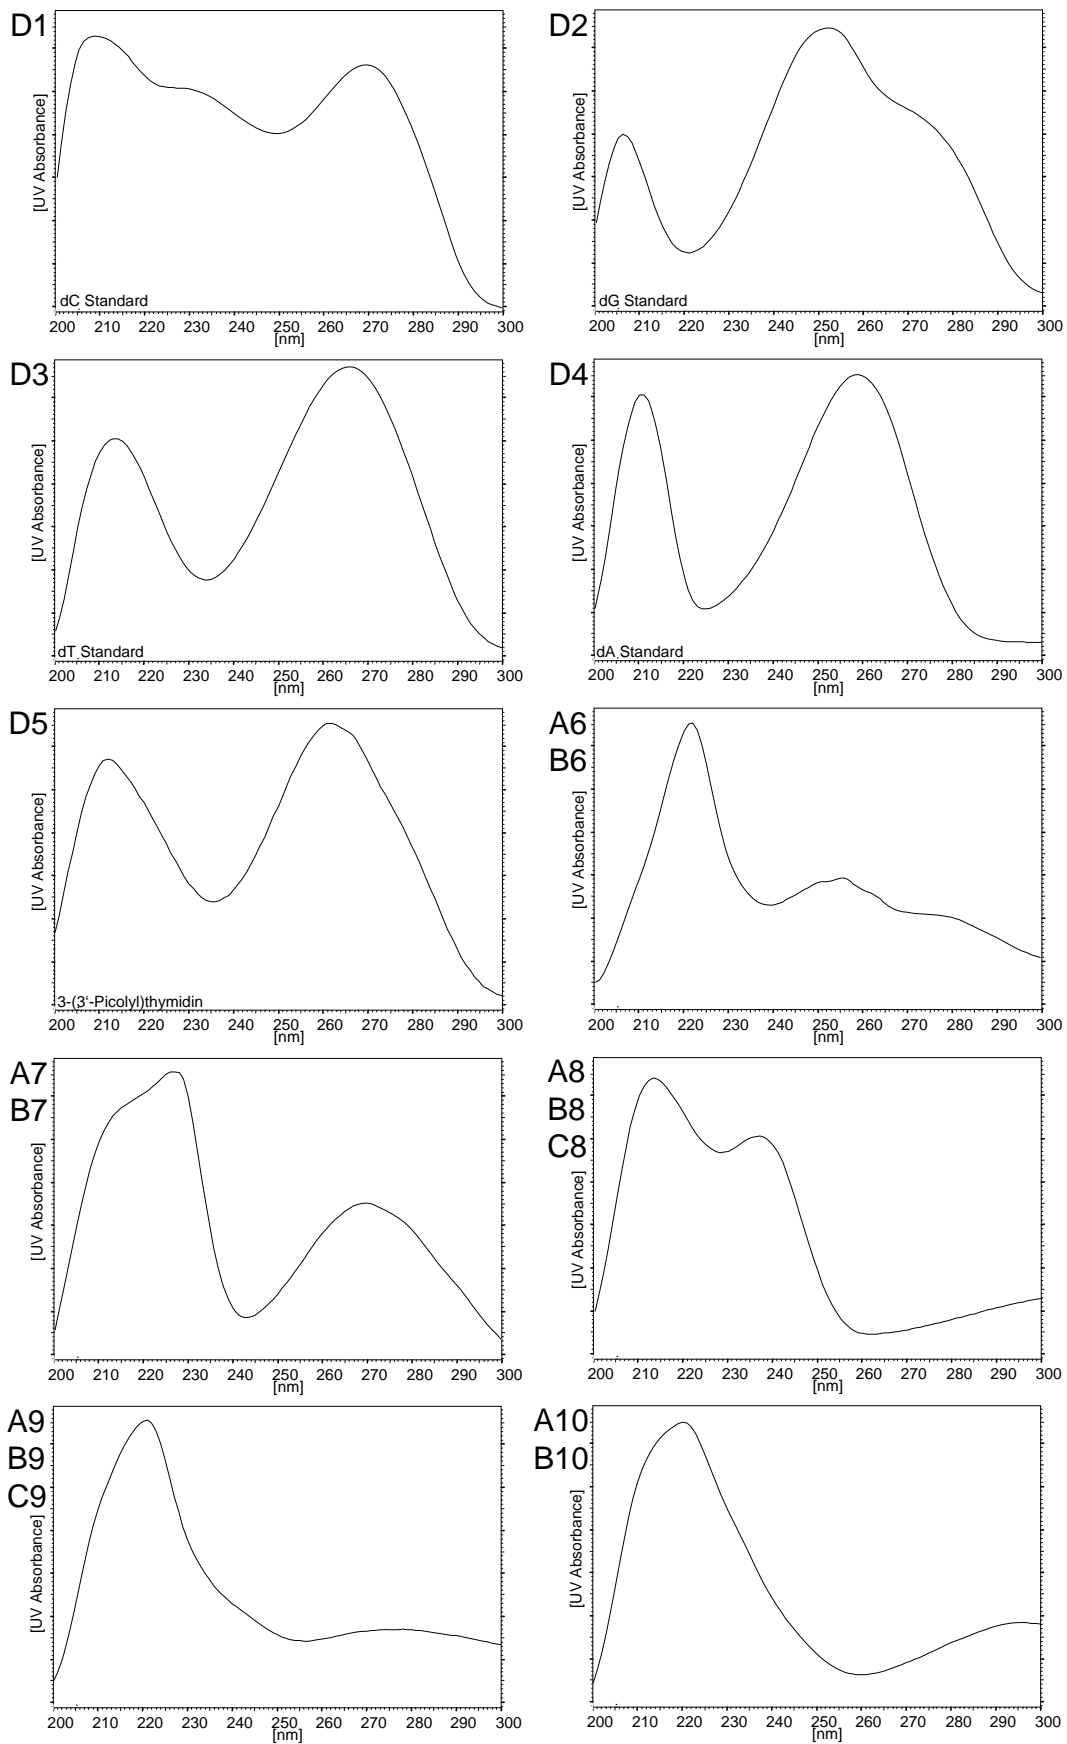 D1
[UV Absorbance]
dC Standard
200 210 220 230 240 250 260 270 280 290 300
[nm]
D2
[UV Absorbance]
dG Standard
200 210 220 230 240 250 260 270 280 290 300
[nm]
D3
[UV Absorbance]
dT Standard
200 210 220 230 240 250 260 270 280 290 300
[nm]
D4
[UV Absorbance]
dA Standard
200 210 220 230 240 250 260 270 280 290 300
[nm]
D5
[UV Absorbance]
3-(3'-Picolyl)thymidin
200 210 220 230 240 250 260 270 280 290 300
[nm]
A6
B6
[UV Absorbance]
200 210 220 230 240 250 260 270 280 290 300
[nm]
A7
B7
[UV Absorbance]
200 210 220 230 240 250 260 270 280 290 300
[nm]
A8
B8
C8
[UV Absorbance]
200 210 220 230 240 250 260 270 280 290 300
[nm]
A9
B9
C9
[UV Absorbance]
200 210 220 230 240 250 260 270 280 290 300
[nm]
A10
B10
[UV Absorbance]
200 210 220 230 240 250 260 270 280 290 300
[nm]